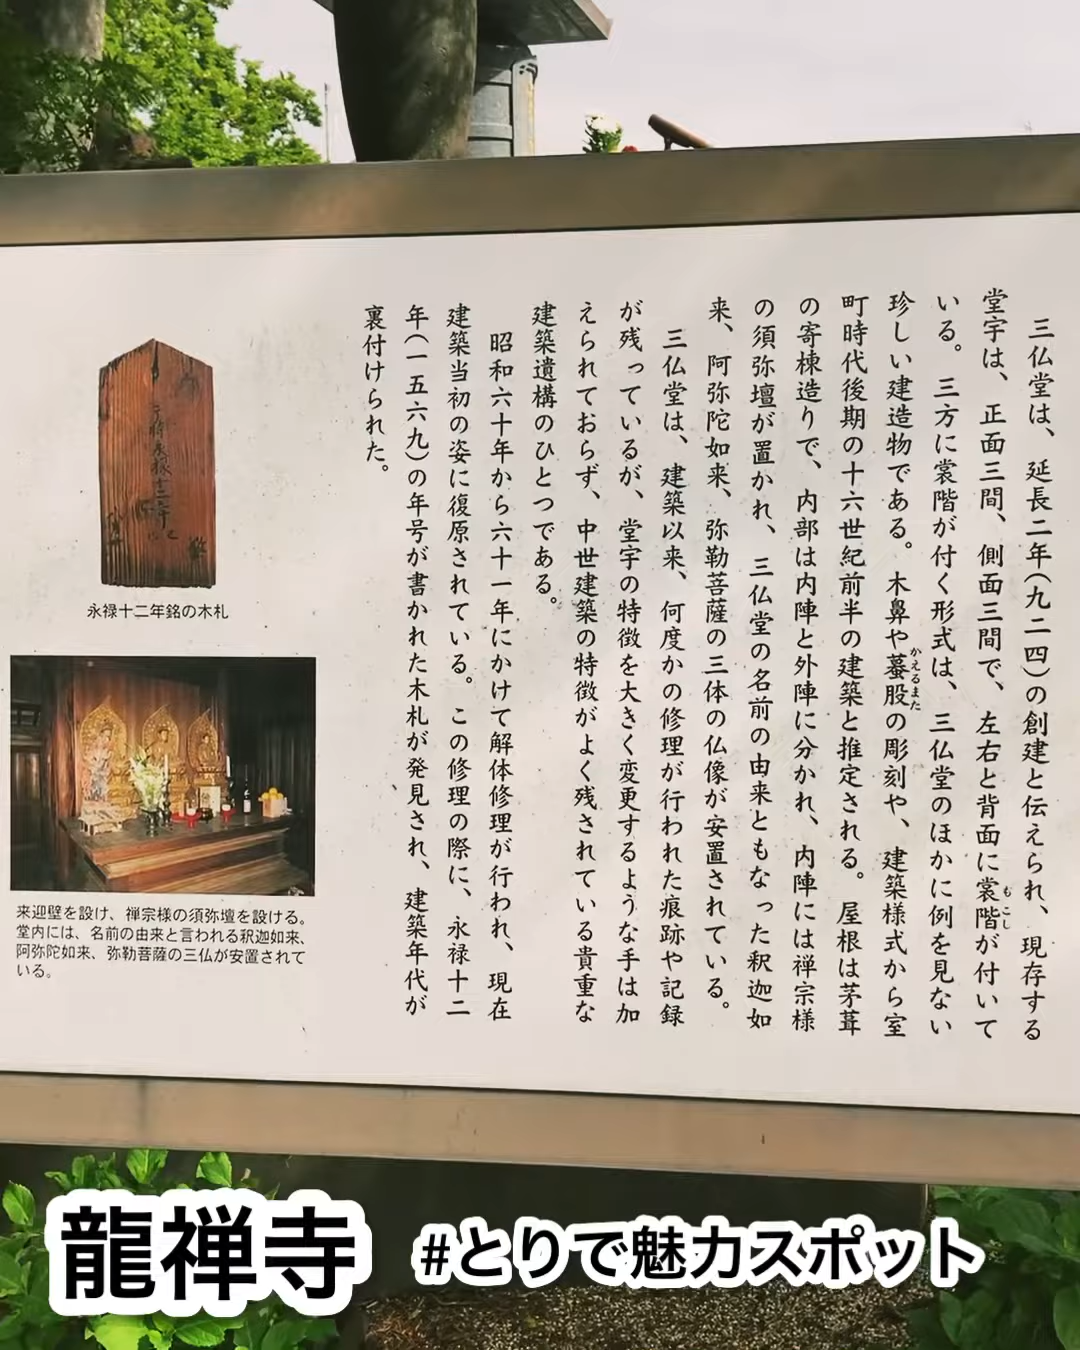 三仏堂は、延長二年（九二四）の創建と伝えられ、現存する
堂宇は、正面三間、側面三間で、左右と背面に裳階が付いて
もこし
いる。三方に裳階が付く形式は、三仏堂のほかに例を見ない
珍しい建造物である。木鼻や蟇股の彫刻や、建築様式から室
かえるまた
町時代後期の十六世紀前半の建築と推定される。屋根は茅葺
の寄棟造りで、内部は内陣と外陣に分かれ、内陣には禅宗様
の須弥壇が置かれ、三仏堂の名前の由来ともなった釈迦如
来、阿弥陀如来、弥勒菩薩の三体の仏像が安置されている。
三仏堂は、建築以来、何度かの修理が行われた痕跡や記録
が残っているが、堂宇の特徴を大きく変更するような手は加
えられておらず、中世建築の特徴がよく残されている貴重な
建築遺構のひとつである。
昭和六十年から六十一年にかけて解体修理が行われ、現在
建築当初の姿に復原されている。この修理の際に、永禄十二
年（一五六九）の年号が書かれた木札が発見され、建築年代が
裏付けられた。
永禄十二年銘の木札
来迎壁を設け、禅宗様の須弥壇を設ける。
堂内には、名前の由来と言われる釈迦如来、
阿弥陀如来、弥勒菩薩の三仏が安置されて
いる。
龍禅寺
#とりで魅力スポット